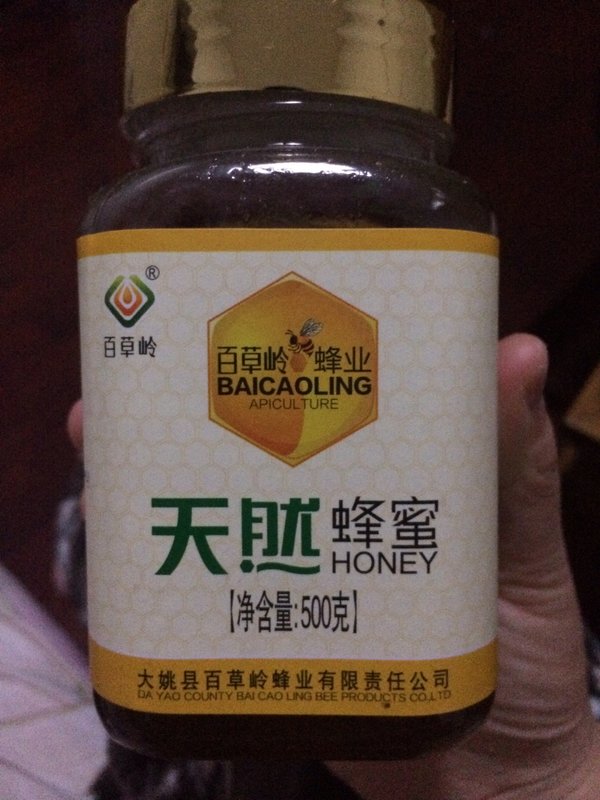 ®
百草岭
百草岭 蜂业
BAICAOLING
APICULTURE
天然 蜂蜜
HONEY
【净含量:500克】
大姚县百草岭蜂业有限责任公司
DA YAO COUNTY BAI CAO LING BEE PRODUCTS CO.,LTD